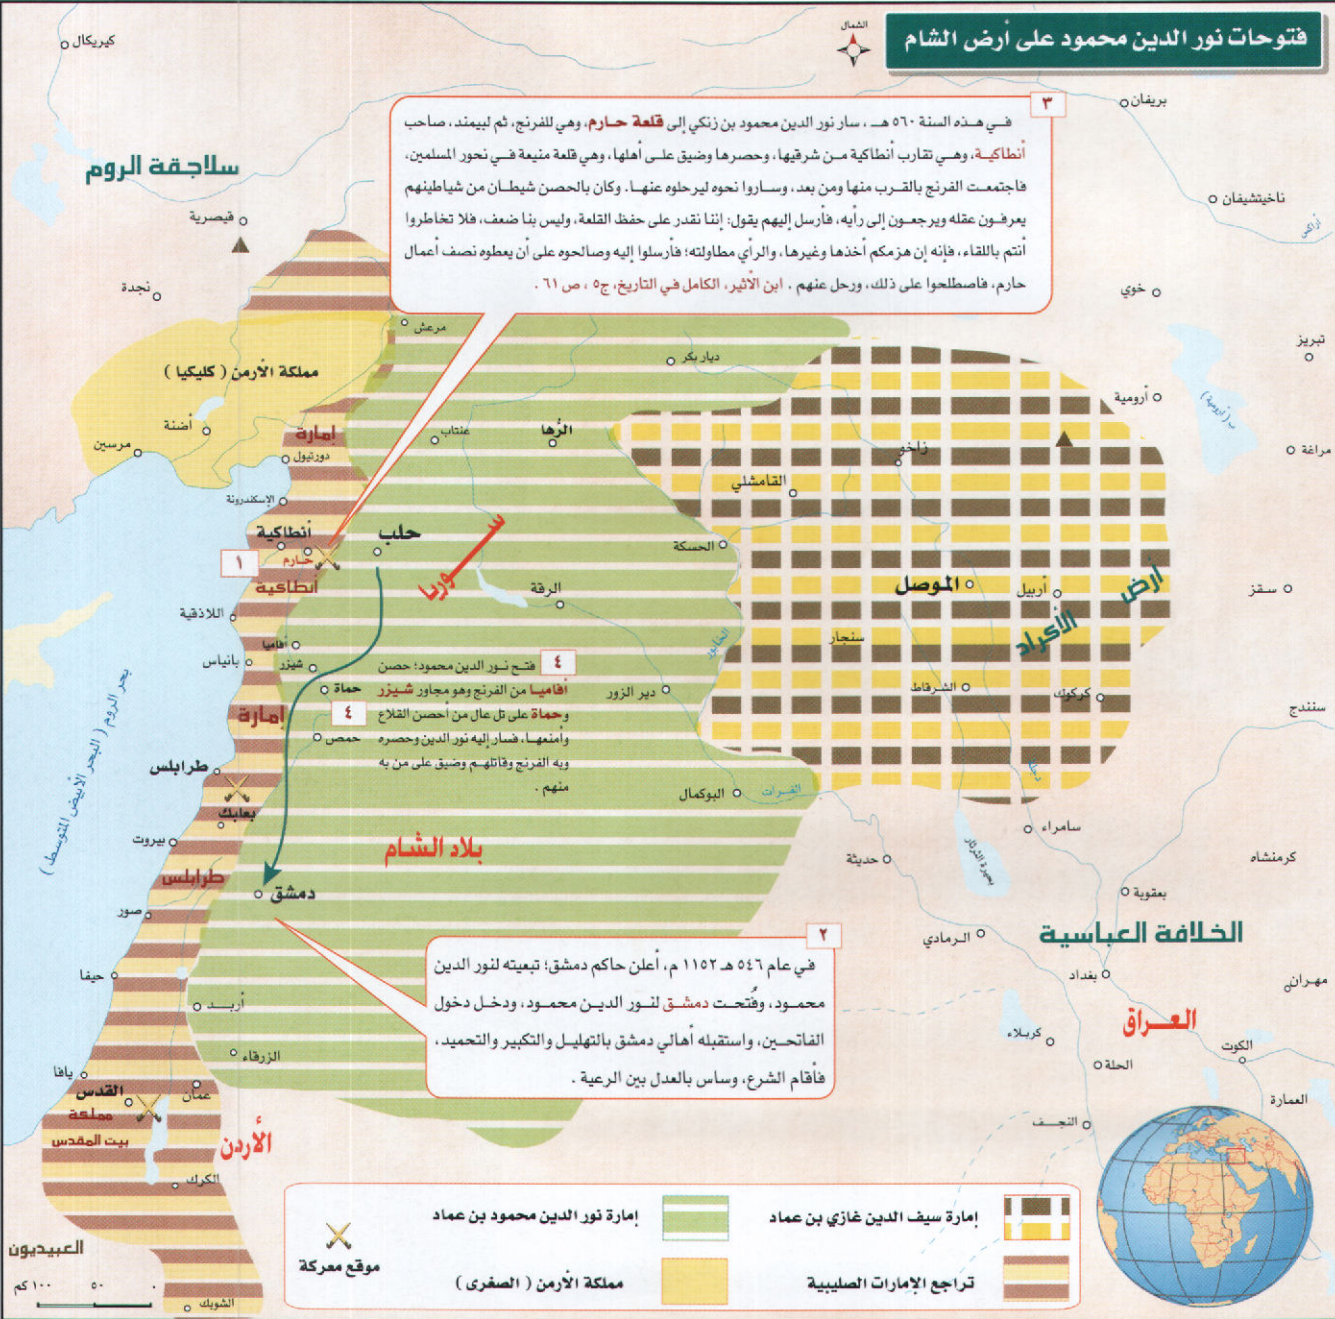 فتوحات نور الدين محمود على أرض الشام
الشمال
٣
في هذه السنة ٥٦٠ هـ، سار نور الدين محمود بن زنكي إلى قلعة حارم، وهي للفرنج، ثم لبيمند، صاحب
أنطاكية، وهي تقارب أنطاكية من شرقيها، وحصرها وضيق على أهلها، وهي قلعة منيعة في نحور المسلمين،
فاجتمعت الفرنج بالقرب منها ومن بعد، وساروا نحوه ليرحلوه عنها. وكان بالحصن شيطان من شياطينهم
يعرفون عقله ويرجعون إلى رأيه، فأرسل إليهم يقول: إننا نقدر على حفظ القلعة، وليس بنا ضعف، فلا تخاطروا
أنتم باللقاء، فإنه إن هزمكم أخذها وغيرها، والرأي مطاولته؛ فأرسلوا إليه وصالحوه على أن يعطوه نصف أعمال
حارم، فاصطلحوا على ذلك، ورحل عنهم. ابن الأثير، الكامل في التاريخ، ج٥، ص ٦١.
كيريكال
بريفان
سلاجقة الروم
ناخيتشيفان
قيصرية
أراكس
نجدة
خوي
مرعش
تبريز
ديار بكر
مملكة الأرمن ( كليكيا )
أرومية
ب (أرومية)
أضنة
إمارة
عنتاب
الرُّها
مرسين
دورتيول
زاخو
مراغة
الإسكندرونة
القامشلي
أنطاكية
حلب
سـوريا
الحسكة
١
حارم
أنطاكية
الرقة
الموصل
أربيل
أرض
الأكراد
سقز
اللاذقية
الخابور
سنجار
أفاميا
بانياس
شيزر
٤
فتح نور الدين محمود؛ حصن
أفاميا من الفرنج وهو مجاور شيزر
وحماة على تل عال من أحصن القلاع
وأمنعها، فسار إليه نور الدين وحصره
وبه الفرنج وقاتلهم وضيق على من به
منهم.
حماة
٤
حمص
دير الزور
الشرقاط
كركوك
سنندج
بحر الروم ( البحر الأبيض المتوسط )
إمارة
طرابلس
بعلبك
البوكمال
الفرات
دجلة
بيروت
بلاد الشام
حديثة
سامراء
بحيرة الثرثار
كرمنشاه
طرابلس
دمشق
بعقوبة
صور
الرمادي
الخلافة العباسية
٢
في عام ٥٤٦ هـ ١١٥٢ م، أعلن حاكم دمشق؛ تبعيته لنور الدين
محمود، وفُتحت دمشق لنور الدين محمود، ودخل دخول
الفاتحين، واستقبله أهالي دمشق بالتهليل والتكبير والتحميد،
فأقام الشرع، وساس بالعدل بين الرعية.
حيفا
بغداد
مهران
أربد
العراق
كربلاء
الزرقاء
الكوت
يافا
الحلة
عمان
القدس
مملكة
بيت المقدس
العمارة
النجف
الأردن
الكرك
إمارة سيف الدين غازي بن عماد
إمارة نور الدين محمود بن عماد
موقع معركة
تراجع الإمارات الصليبية
مملكة الأرمن ( الصغرى )
العبيديون
٠ ٥٠ ١٠٠ كم
الشوبك